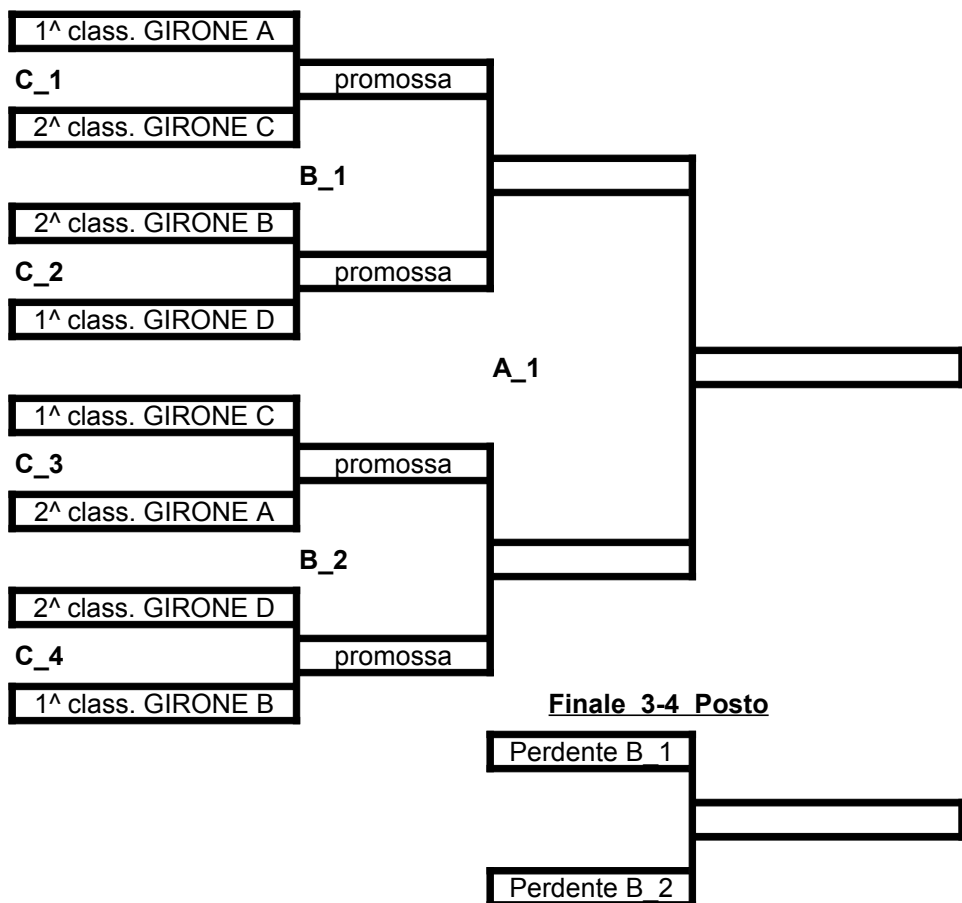 1^ class. GIRONE A
C_1
promossa
2^ class. GIRONE C
B_1
2^ class. GIRONE B
C_2
promossa
1^ class. GIRONE D
A_1
1^ class. GIRONE C
C_3
promossa
2^ class. GIRONE A
B_2
2^ class. GIRONE D
C_4
promossa
1^ class. GIRONE B
Finale 3-4 Posto
Perdente B_1
Perdente B_2